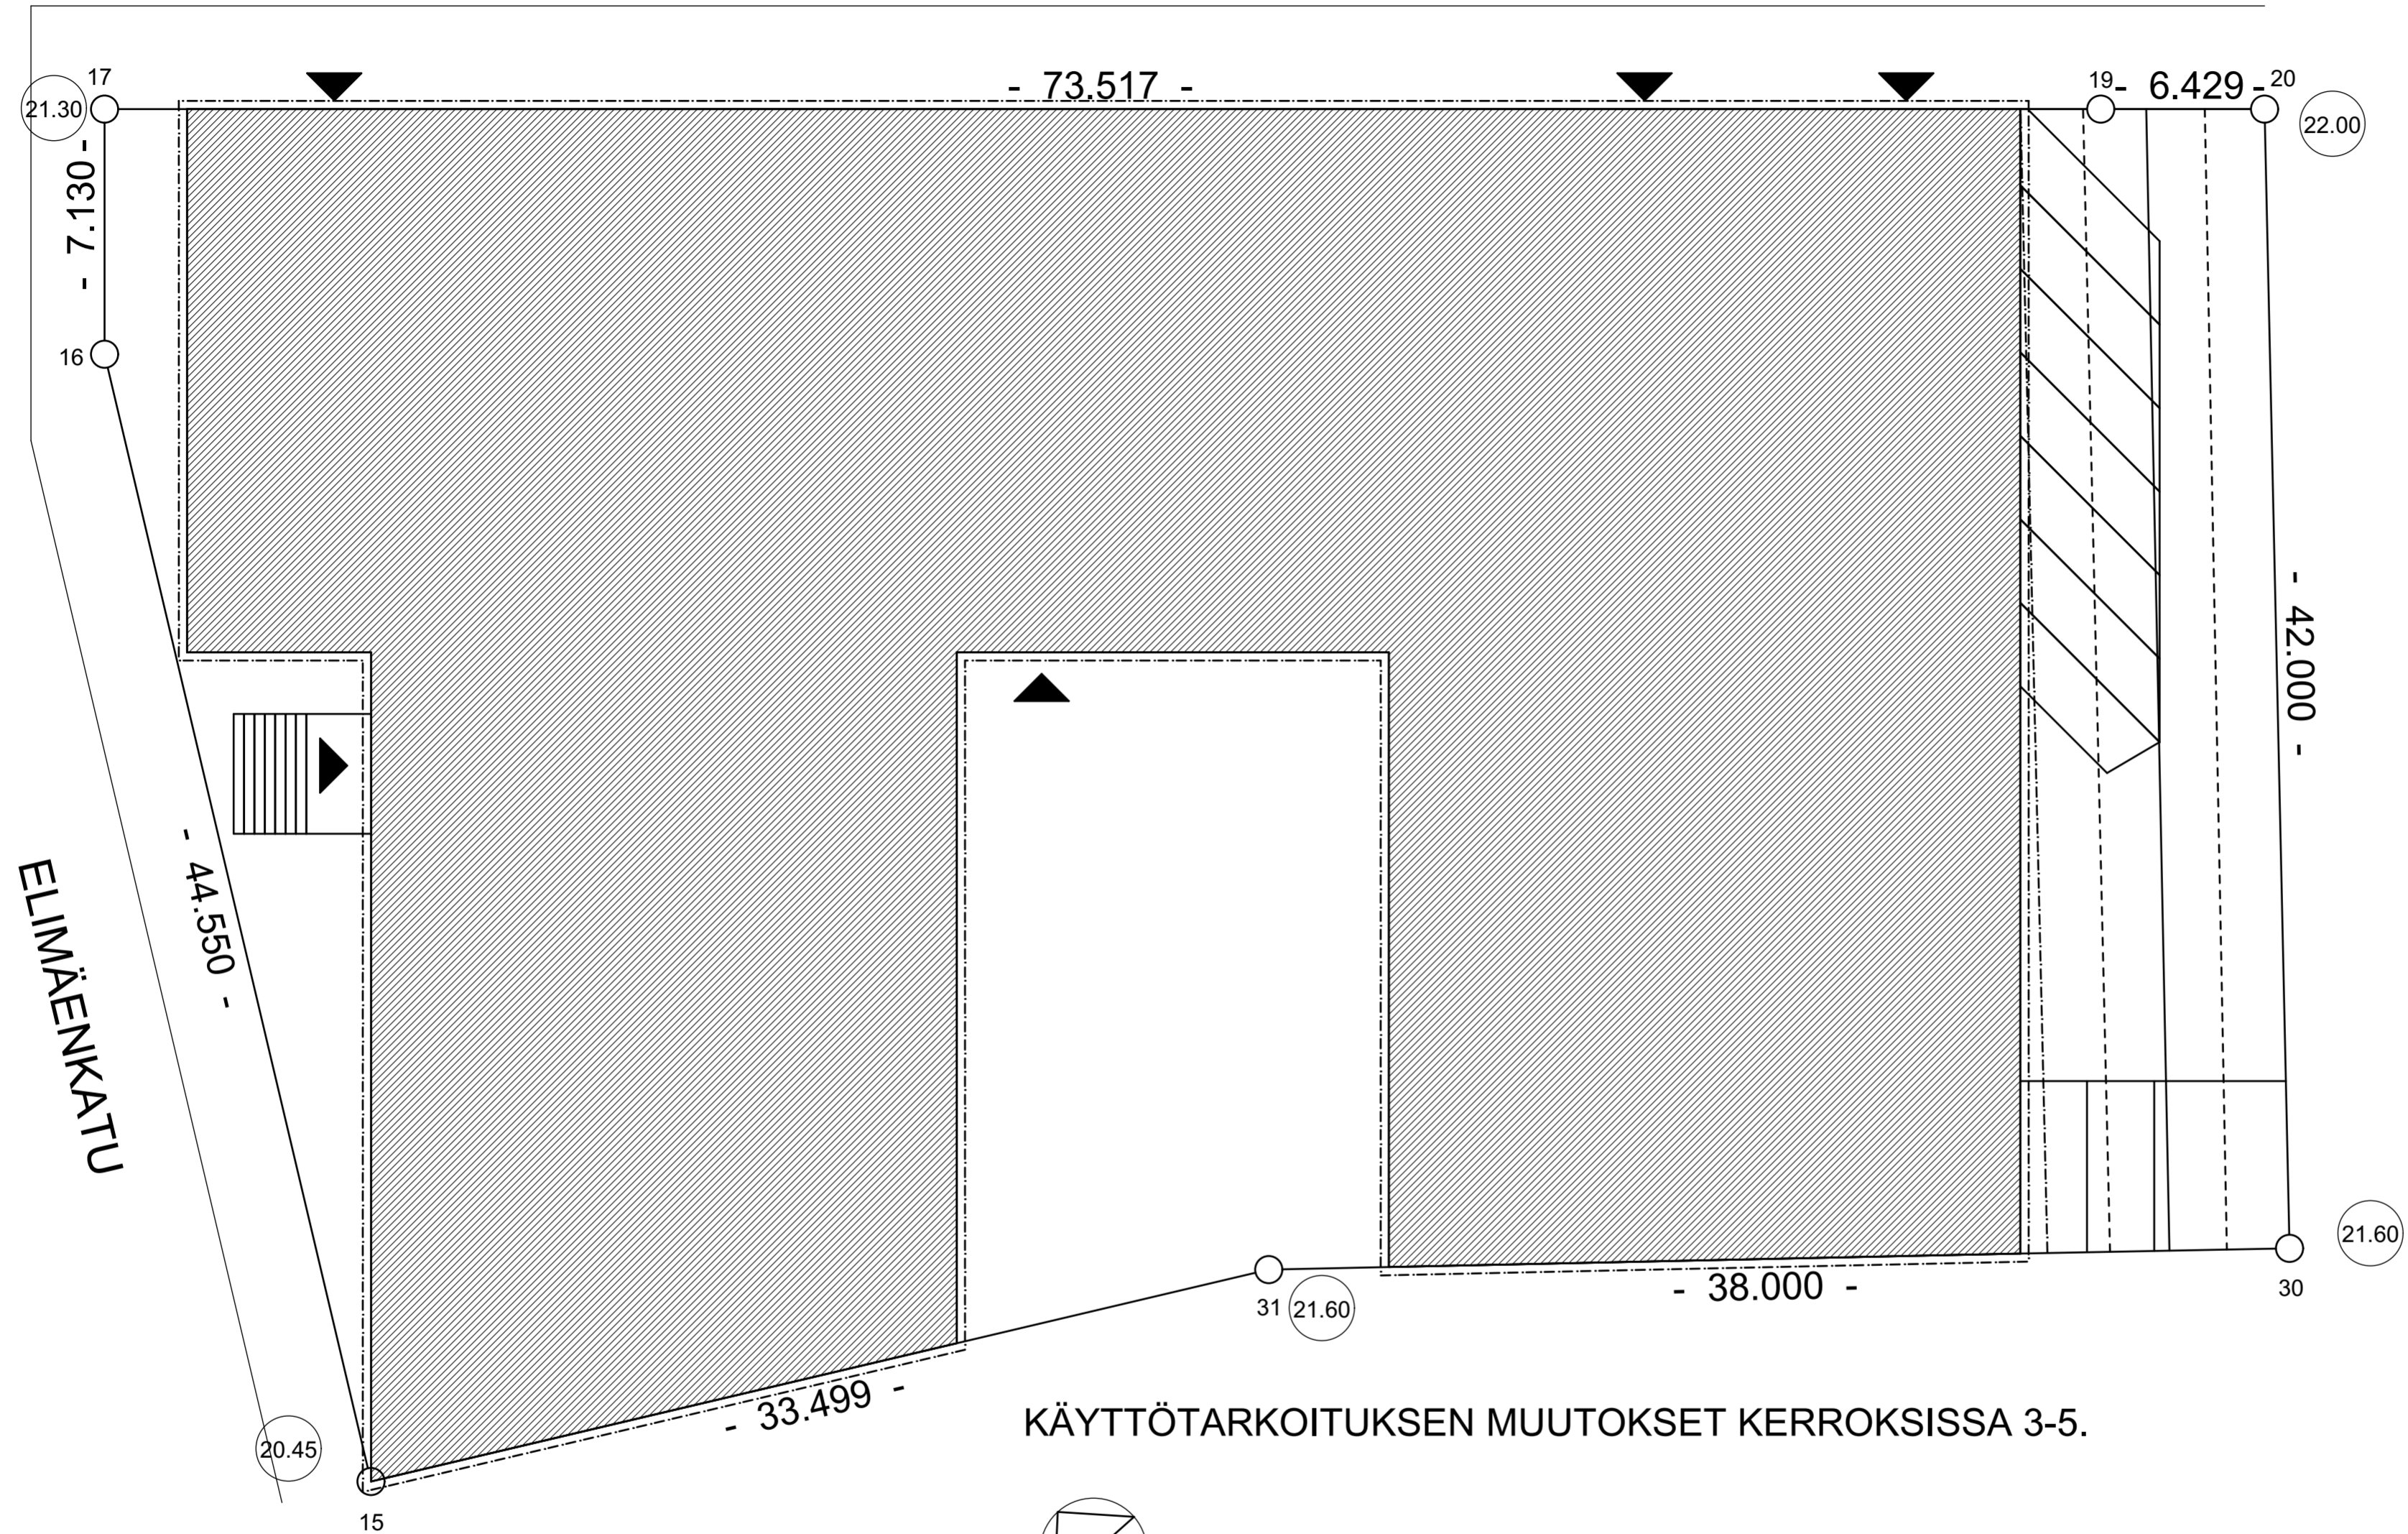 17
- 73.517 -
19
- 6.429 -
20
21.30
22.00
- 7.130 -
16
- 42.000 -
- 44.550 -
ELIMÄENKATU
21.60
31
21.60
- 38.000 -
30
- 33.499 -
KÄYTTÖTARKOITUKSEN MUUTOKSET KERROKSISSA 3-5.
20.45
15